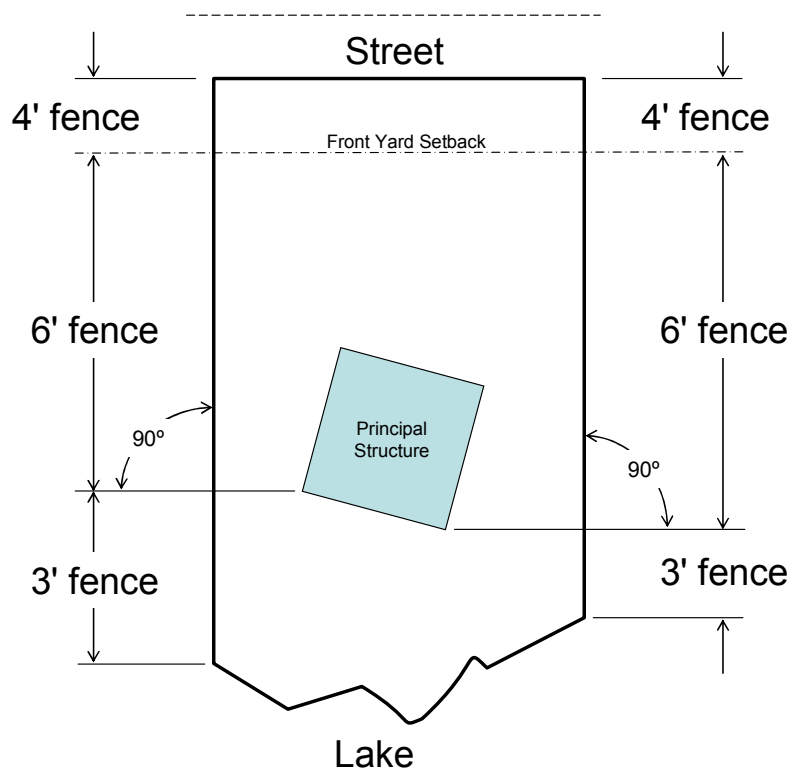 Street
4' fence
4' fence
Front Yard Setback
6' fence
6' fence
Principal
Structure
90º
90º
3' fence
3' fence
Lake